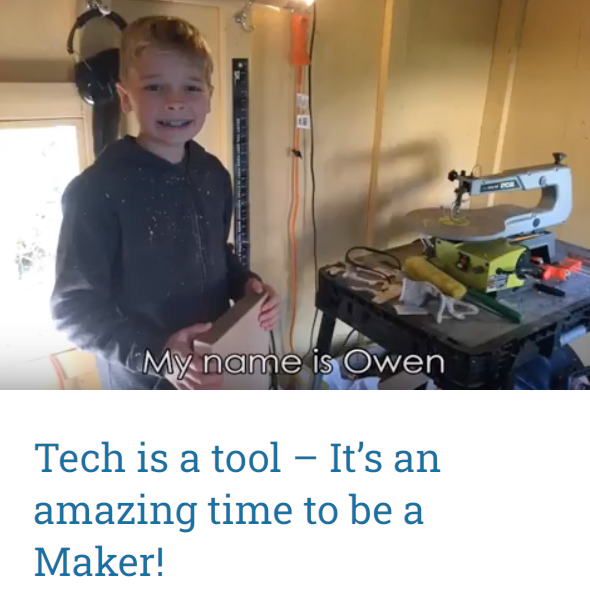 My name is Owen
Tech is a tool – It's an
amazing time to be a
Maker!